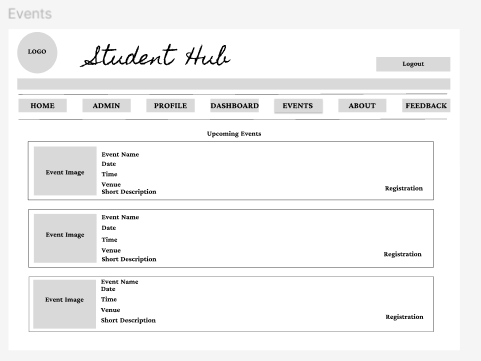 Events
LOGO
Student Hub
Logout
HOME ADMIN PROFILE DASHBOARD EVENTS ABOUT FEEDBACK
Upcoming Events
Event Image
Event Name
Date
Time
Venue
Short Description
Registration
Event Image
Event Name
Date
Time
Venue
Short Description
Registration
Event Image
Event Name
Date
Time
Venue
Short Description
Registration